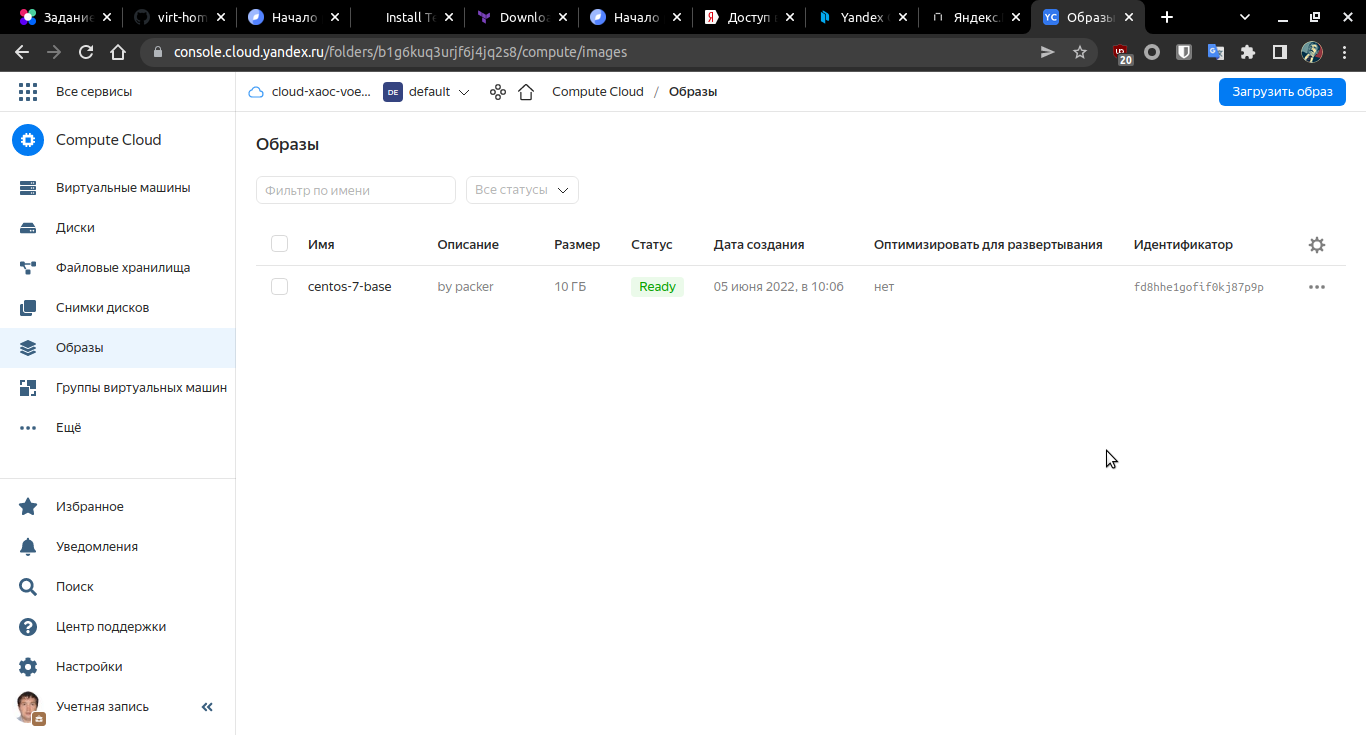 Задание
virt-hom
Начало
Install Te
Downlo
Начало
Доступ
Yandex
Яндекс.
Образы
console.cloud.yandex.ru/folders/b1g6kuq3urjf6j4jq2s8/compute/images
20
Все сервисы
cloud-xaoc-voe...
DE
default
Compute Cloud / Образы
Загрузить образ
Compute Cloud
Виртуальные машины
Диски
Файловые хранилища
Снимки дисков
Образы
Группы виртуальных машин
Ещё
Избранное
Уведомления
Поиск
Центр поддержки
Настройки
Учетная запись
Образы
Фильтр по имени
Все статусы
Имя Описание Размер Статус Дата создания Оптимизировать для развертывания Идентификатор
centos-7-base by packer 10 ГБ Ready 05 июня 2022, в 10:06 нет fd8hhe1gofif0kj87p9p